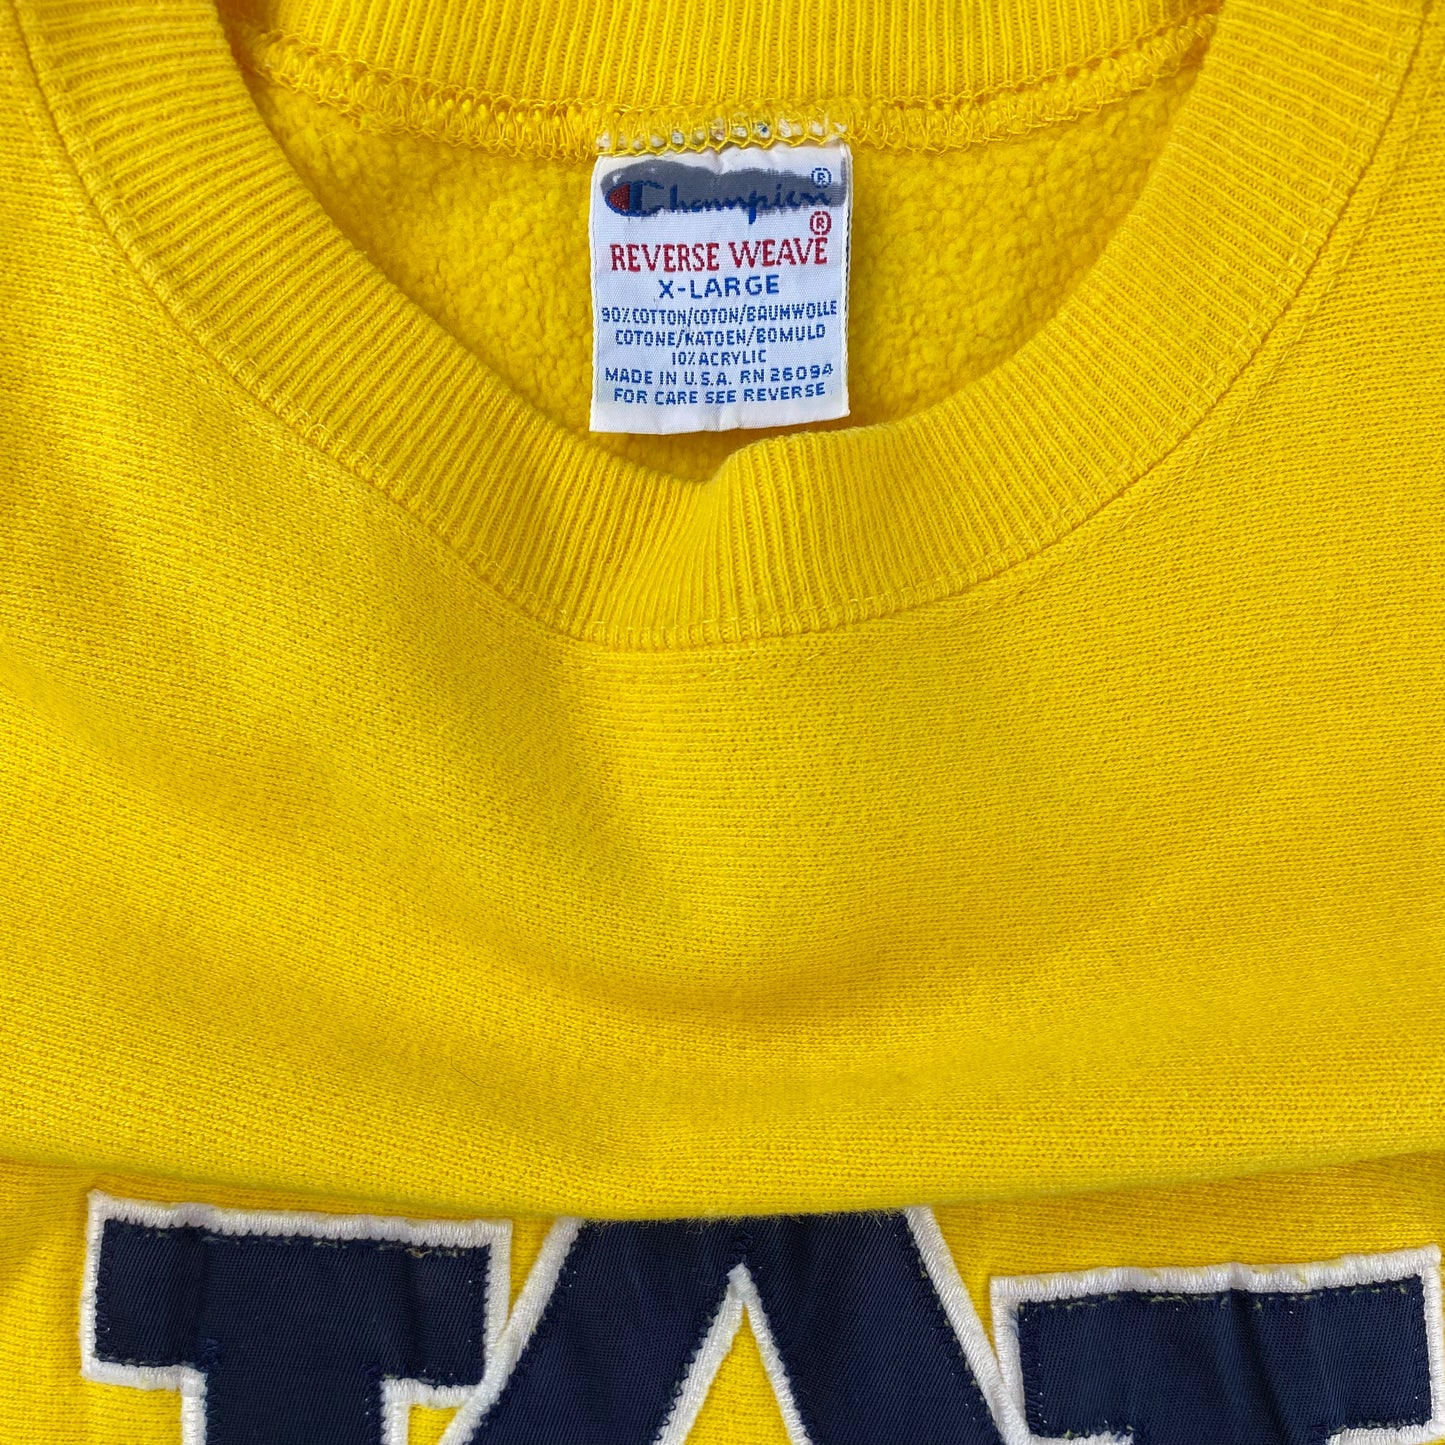 Champion®
REVERSE WEAVE®
X-LARGE
90% COTTON/COTON/BAUMWOLLE
COTONE/KATOEN/BOMULD
10% ACRYLIC
MADE IN U.S.A. RN 26094
FOR CARE SEE REVERSE